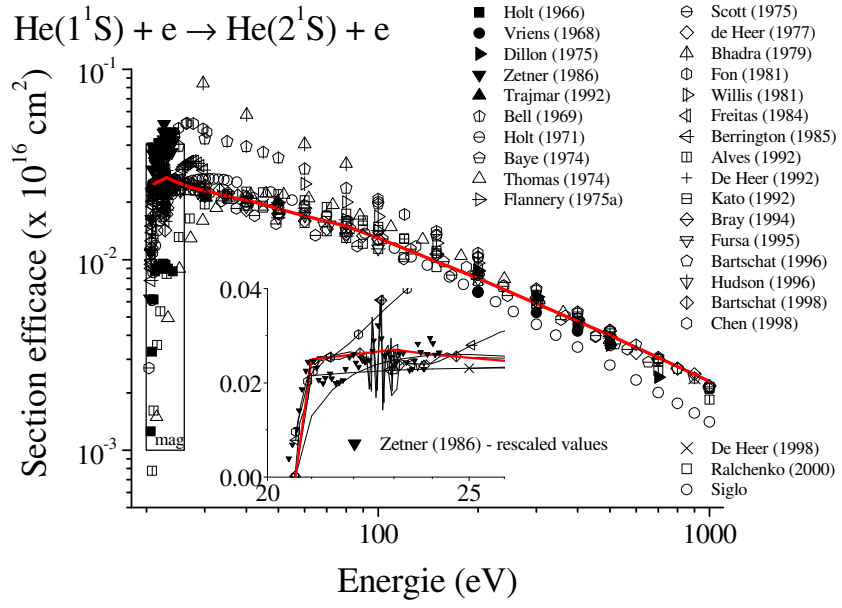 He(1¹S) + e → He(2¹S) + e
Section efficace (x 10¹⁶ cm²)
10⁻¹
10⁻²
10⁻³
100
1000
Energie (eV)
Holt (1966)
Vriens (1968)
Dillon (1975)
Zetner (1986)
Trajmar (1992)
Bell (1969)
Holt (1971)
Baye (1974)
Thomas (1974)
Flannery (1975a)
Scott (1975)
de Heer (1977)
Bhadra (1979)
Fon (1981)
Willis (1981)
Freitas (1984)
Berrington (1985)
Alves (1992)
De Heer (1992)
Kato (1992)
Bray (1994)
Fursa (1995)
Bartschat (1996)
Hudson (1996)
Bartschat (1998)
Chen (1998)
De Heer (1998)
Ralchenko (2000)
Siglo
mag
0.04
0.02
0.00
20
25
Zetner (1986) - rescaled values